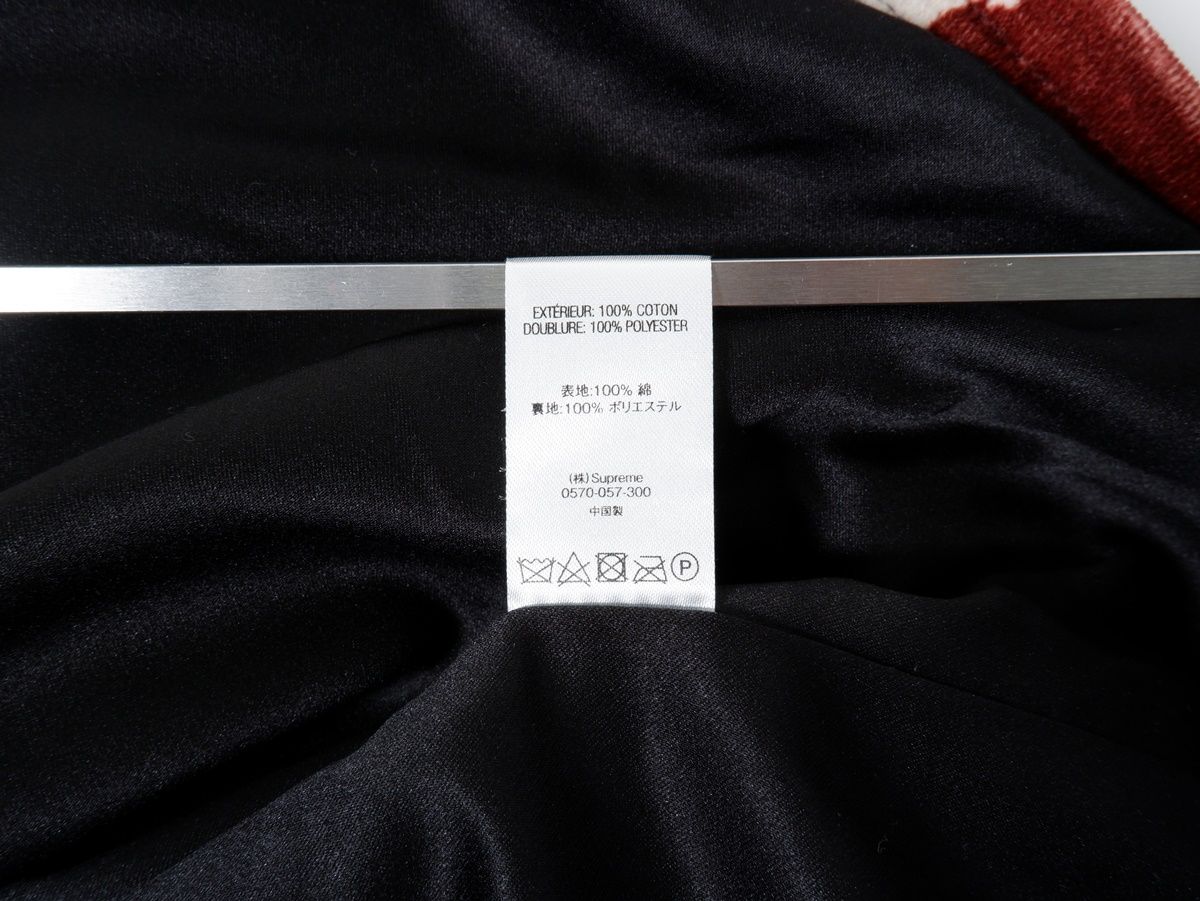 EXTÉRIEUR: 100% COTON
DOUBLURE: 100% POLYESTER
表地:100% 綿
裏地:100% ポリエステル
(株)Supreme
0570-057-300
中国製
P